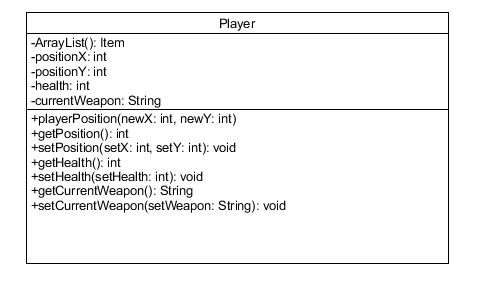 Player
-ArrayList(): Item
-positionX: int
-positionY: int
-health: int
-currentWeapon: String
+playerPosition(newX: int, newY: int)
+getPosition(): int
+setPosition(setX: int, setY: int): void
+getHealth(): int
+setHealth(setHealth: int): void
+getCurrentWeapon(): String
+setCurrentWeapon(setWeapon: String): void